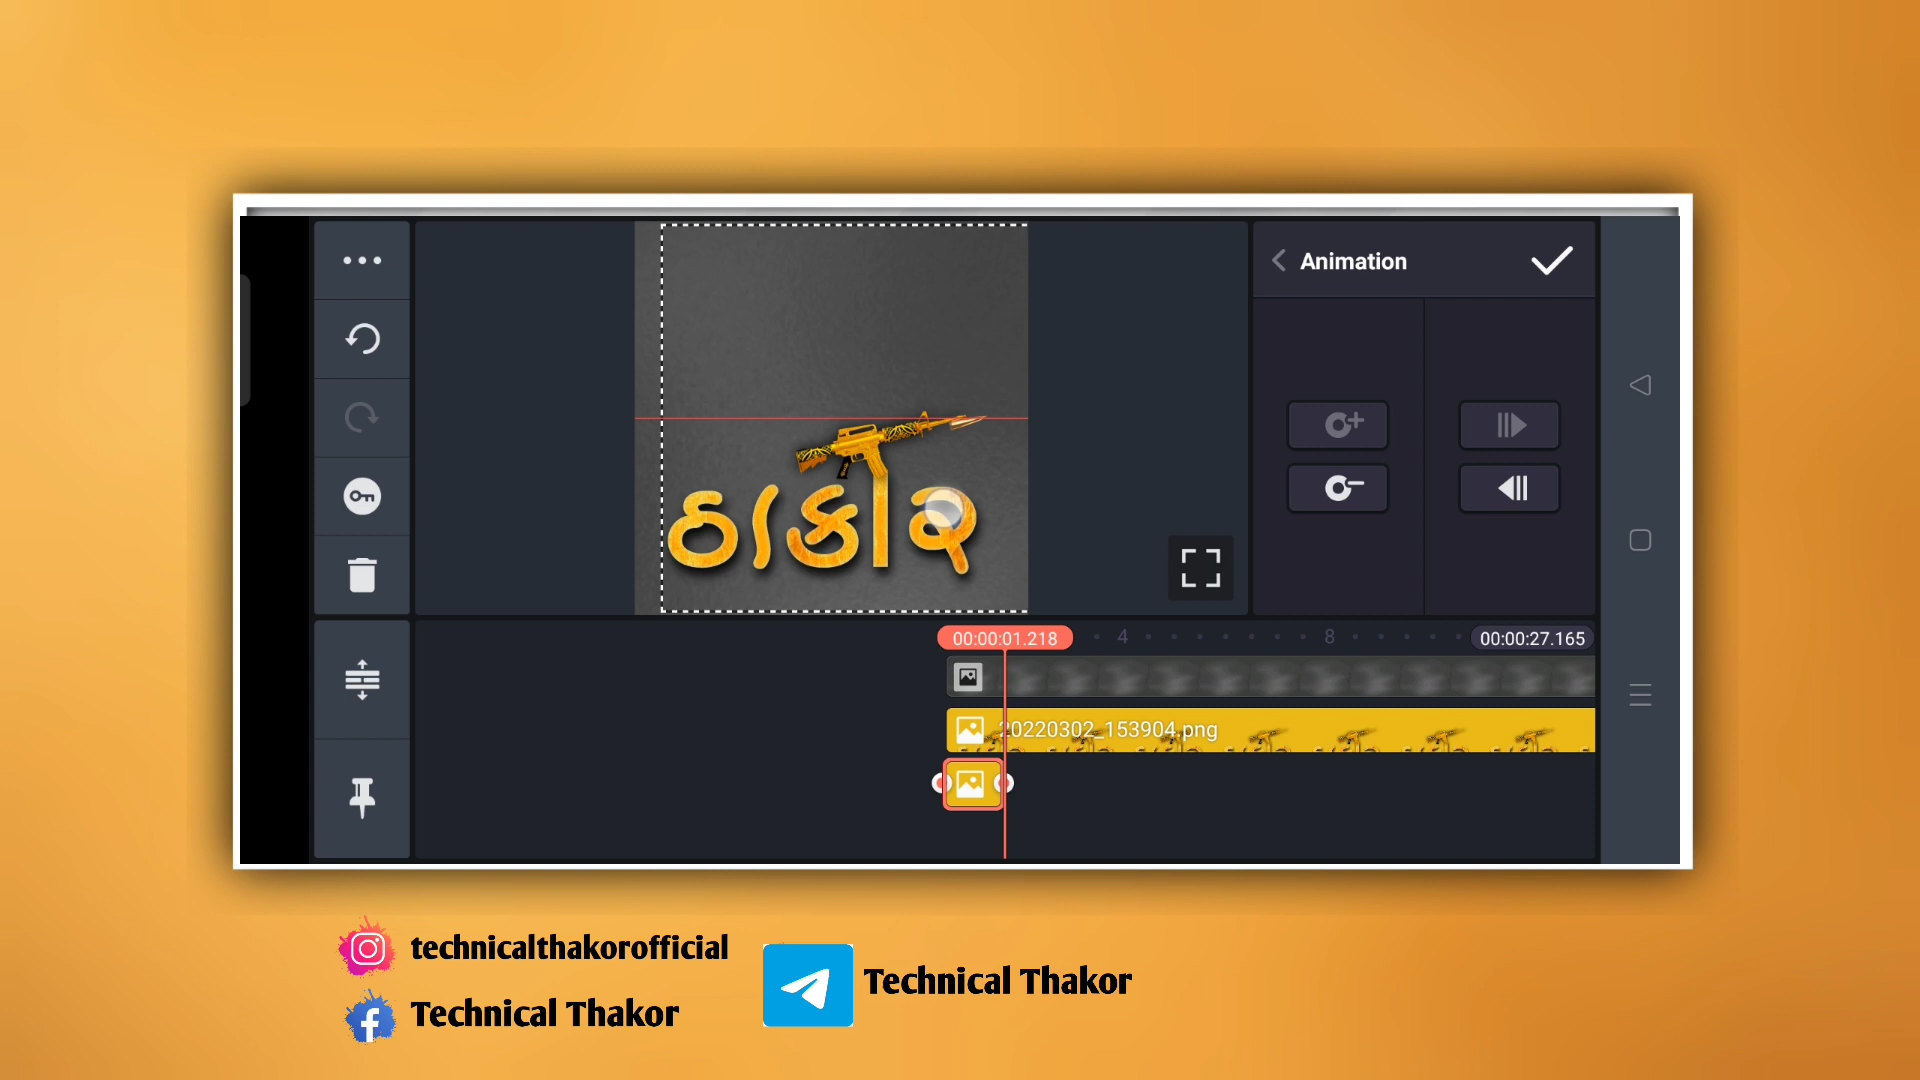 Animation
ઠાકોર
00:00:01.218
4
8
00:00:27.165
20220302_153904.png
technicalthakorofficial
Technical Thakor
Technical Thakor